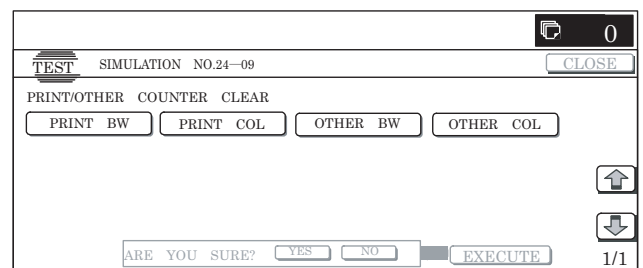 0
TEST SIMULATION NO.24—09 CLOSE
PRINT/OTHER COUNTER CLEAR
PRINT BW PRINT COL OTHER BW OTHER COL
ARE YOU SURE? YES NO EXECUTE 1/1